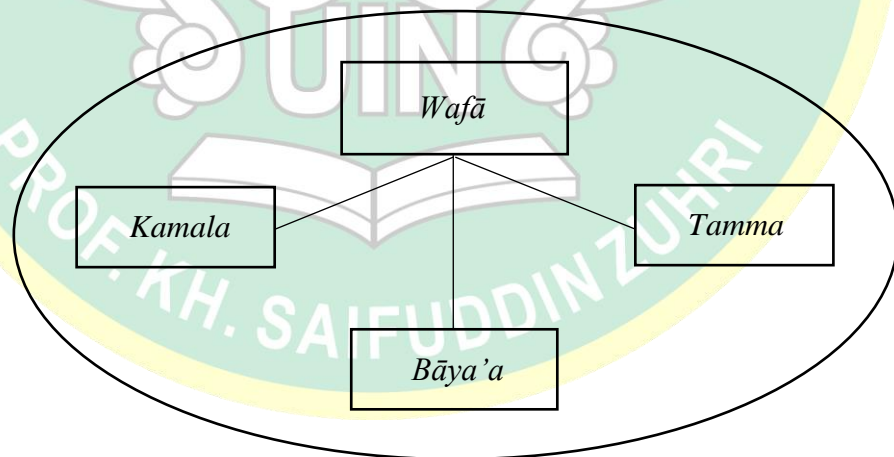 UIN
Wafā
Kamala
Tamma
Bāya’a
PROF. KH. SAIFUDDIN ZUHRI